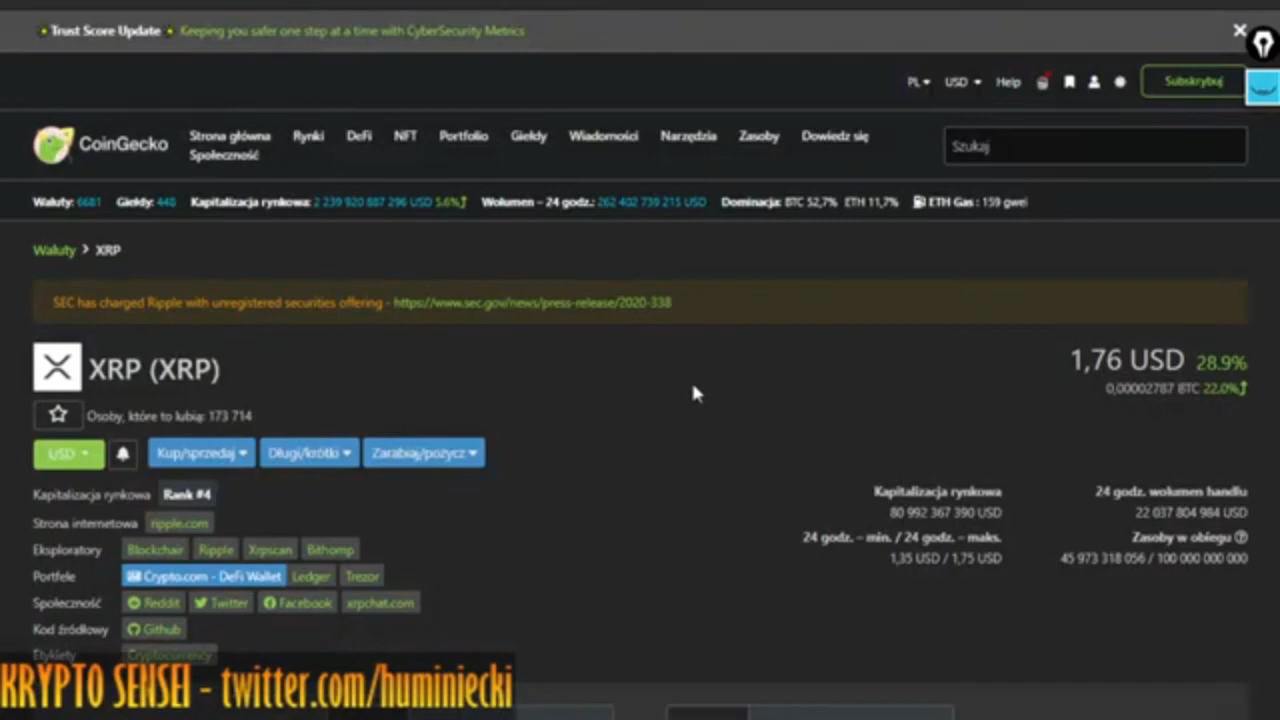 Trust Score Update Keeping you safer one step at a time with CyberSecurity Metrics
PL USD Help Subskrybuj
CoinGecko Strona główna Rynki DeFi NFT Portfolio Giełdy Wiadomości Narzędzia Zasoby Dowiedz się Szukaj
Społeczność
Waluty: 6681 Giełdy: 448 Kapitalizacja rynkowa: 2 239 920 887 296 USD 5.6% Wolumen – 24 godz.: 262 402 739 215 USD Dominacja: BTC 52,7% ETH 11,7% ETH Gas : 159 gwei
Waluty > XRP
SEC has charged Ripple with unregistered securities offering - https://www.sec.gov/news/press-release/2020-338
XRP (XRP) 1,76 USD 28.9%
0,00002787 BTC 22.0%
Osoby, które to lubią: 173 714
USD Kup/sprzedaj Długi/krótki Zarabiaj/pożycz
Kapitalizacja rynkowa Rank #4 Kapitalizacja rynkowa 24 godz. wolumen handlu
80 992 367 390 USD 22 037 804 984 USD
Strona internetowa ripple.com
24 godz. – min. / 24 godz. – maks. Zasoby w obiegu
Eksploratory Blockchair Ripple Xrpscan Bithomp
1,35 USD / 1,75 USD 45 973 318 056 / 100 000 000 000
Portfele Crypto.com - DeFi Wallet Ledger Trezor
Społeczność Reddit Twitter Facebook xrpchat.com
Kod źródłowy Github
Etykiety Cryptocurrency
KRYPTO SENSEI - twitter.com/huminiecki